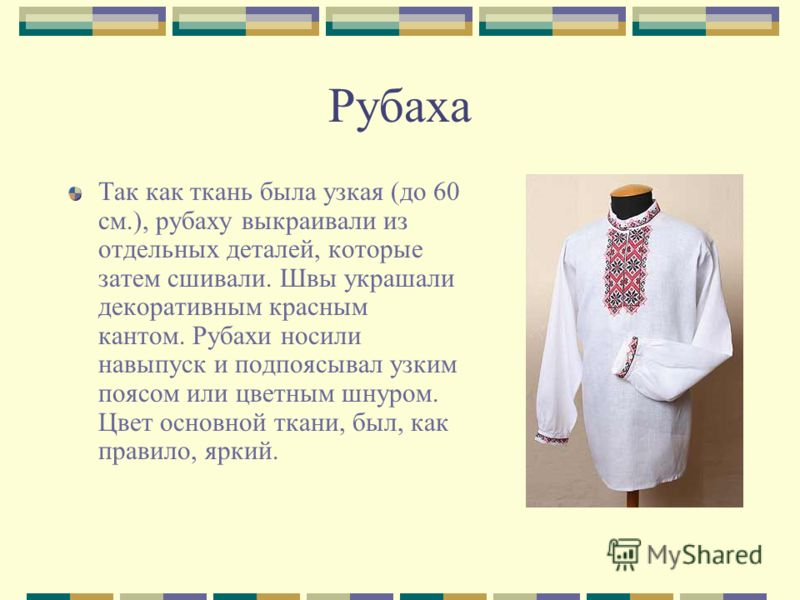 Рубаха
Так как ткань была узкая (до 60
см.), рубаху выкраивали из
отдельных деталей, которые
затем сшивали. Швы украшали
декоративным красным
кантом. Рубахи носили
навыпуск и подпоясывал узким
поясом или цветным шнуром.
Цвет основной ткани, был, как
правило, яркий.
MyShared